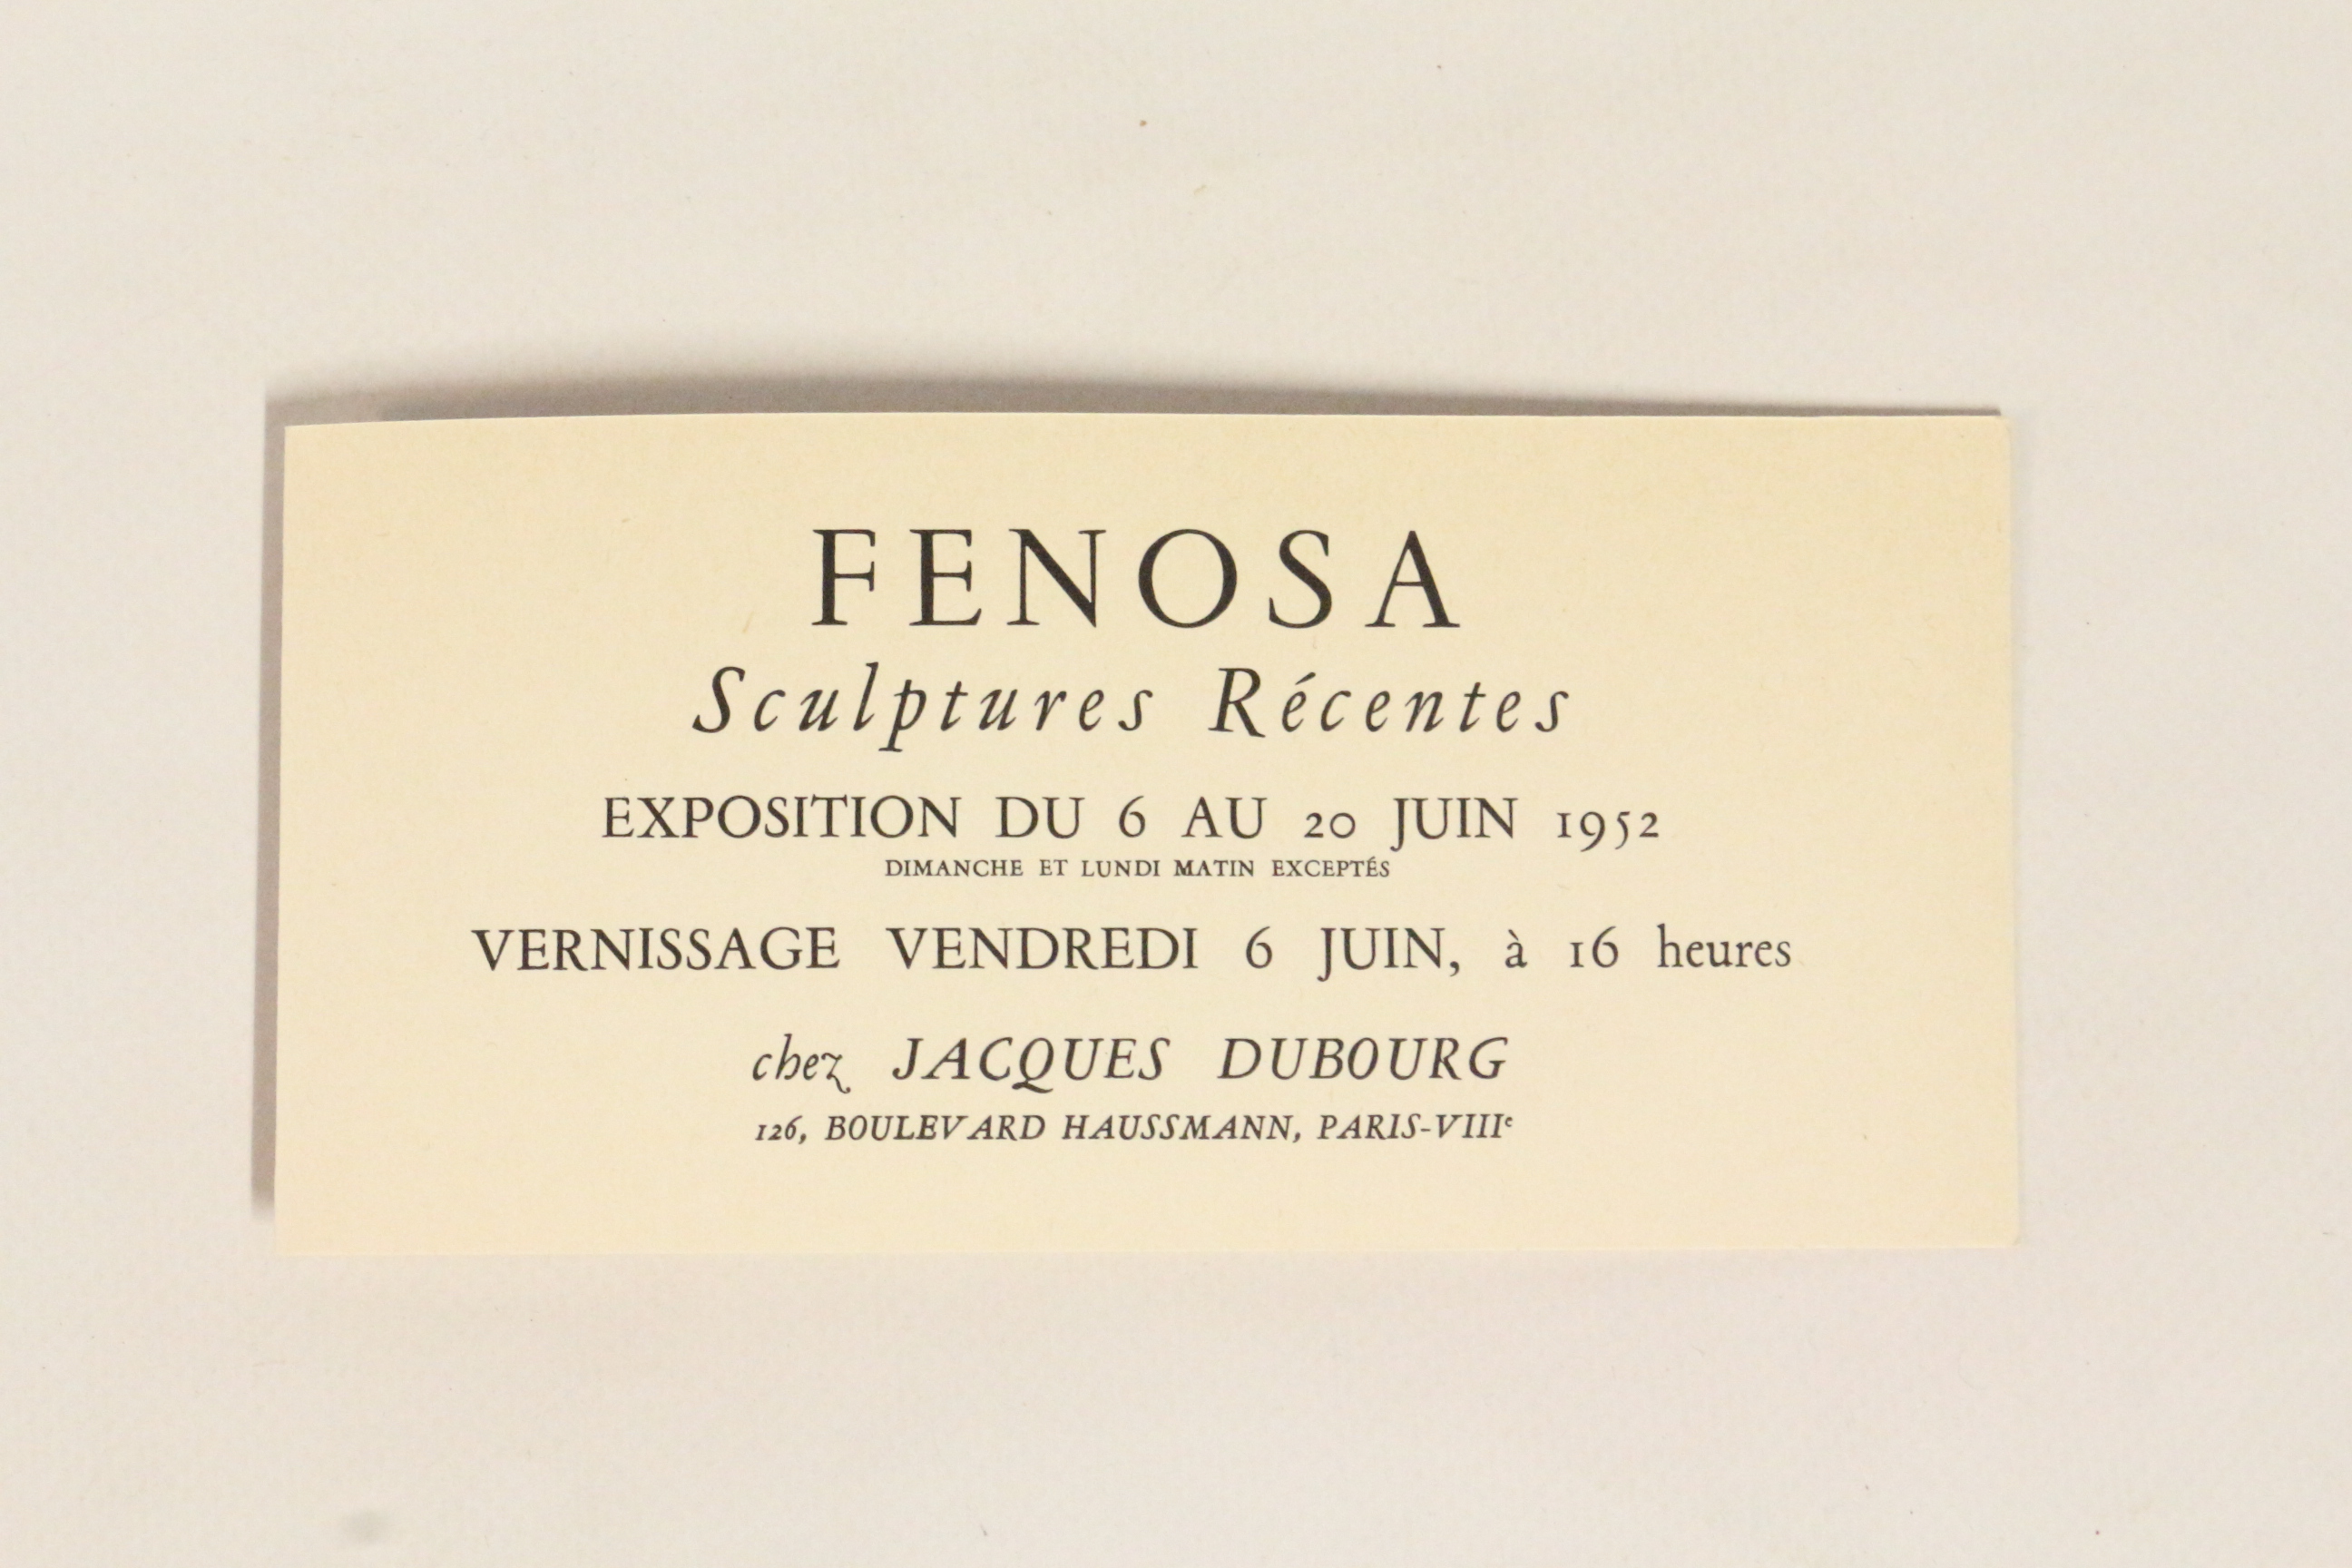 FENOSA
Sculptures Récentes
EXPOSITION DU 6 AU 20 JUIN 1952
DIMANCHE ET LUNDI MATIN EXCEPTÉS
VERNISSAGE VENDREDI 6 JUIN, à 16 heures
chez JACQUES DUBOURG
126, BOULEVARD HAUSSMANN, PARIS-VIIIᵉ